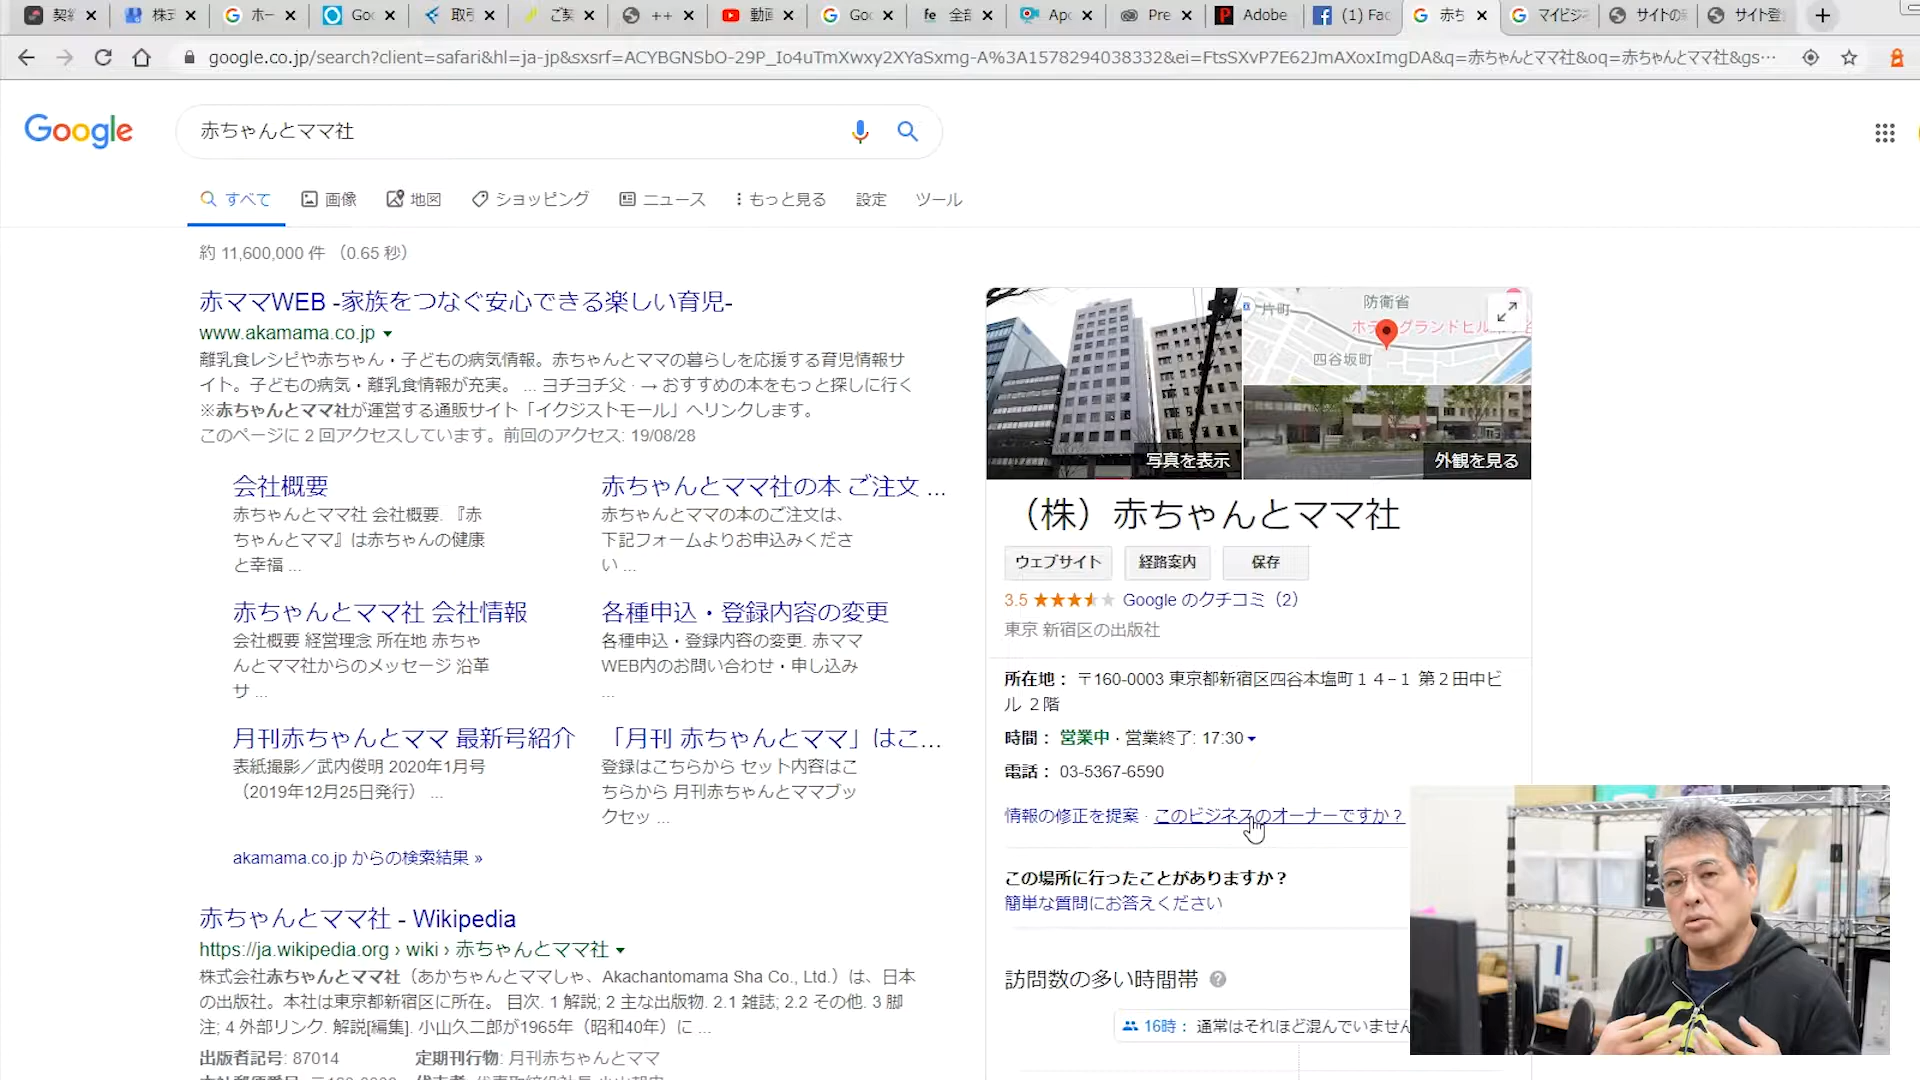 契約
株式
ホー
Goo
取引
ご契
++
動画
Goo
全部
Apo
Pre
Adobe
(1) Fac
赤ち
マイビジネ
サイトの
サイト登
google.co.jp/search?client=safari&hl=ja-jp&sxsrf=ACYBGNSbO-29P_Io4uTmXwxy2XYaSxmg-A%3A1578294038332&ei=FtsSXvP7E62JmAXoxImgDA&q=赤ちゃんとママ社&oq=赤ちゃんとママ社&gs…
Google
赤ちゃんとママ社
すべて 画像 地図 ショッピング ニュース もっと見る 設定 ツール
約 11,600,000 件 （0.65 秒）
赤ママWEB -家族をつなぐ安心できる楽しい育児-
www.akamama.co.jp
離乳食レシピや赤ちゃん・子どもの病気情報。赤ちゃんとママの暮らしを応援する育児情報サ
イト。子どもの病気・離乳食情報が充実。 ... ヨチヨチ父 · → おすすめの本をもっと探しに行く
※赤ちゃんとママ社が運営する通販サイト「イクジストモール」へリンクします。
このページに 2 回アクセスしています。前回のアクセス: 19/08/28
会社概要
赤ちゃんとママ社 会社概要. 『赤
ちゃんとママ』は赤ちゃんの健康
と幸福 ...
赤ちゃんとママ社の本 ご注文 ...
赤ちゃんとママの本のご注文は、
下記フォームよりお申込みくださ
い ...
赤ちゃんとママ社 会社情報
会社概要 経営理念 所在地 赤ちゃ
んとママ社からのメッセージ 沿革
サ ...
各種申込・登録内容の変更
各種申込・登録内容の変更. 赤ママ
WEB内のお問い合わせ・申し込み
...
月刊赤ちゃんとママ 最新号紹介
表紙撮影／武内俊明 2020年1月号
（2019年12月25日発行） ...
「月刊 赤ちゃんとママ」はこ...
登録はこちらから セット内容はこ
ちらから 月刊赤ちゃんとママブッ
クセッ ...
akamama.co.jp からの検索結果 »
赤ちゃんとママ社 - Wikipedia
https://ja.wikipedia.org › wiki › 赤ちゃんとママ社
株式会社赤ちゃんとママ社（あかちゃんとママしゃ、Akachantomama Sha Co., Ltd.）は、日本
の出版社。本社は東京都新宿区に所在。 目次. 1 解説; 2 主な出版物. 2.1 雑誌; 2.2 その他. 3 脚
注; 4 外部リンク. 解説[編集]. 小山久二郎が1965年（昭和40年）に ...
出版者記号: 87014 定期刊行物: 月刊赤ちゃんとママ
写真を表示
片町
防衛省
四谷坂町
外観を見る
（株）赤ちゃんとママ社
ウェブサイト 経路案内 保存
3.5 Google のクチコミ（2）
東京 新宿区の出版社
所在地： 〒160-0003 東京都新宿区四谷本塩町１４−１ 第２田中ビ
ル ２階
時間： 営業中 · 営業終了: 17:30
電話： 03-5367-6590
情報の修正を提案 · このビジネスのオーナーですか？
この場所に行ったことがありますか？
簡単な質問にお答えください
訪問数の多い時間帯
16時： 通常はそれほど混んでいません